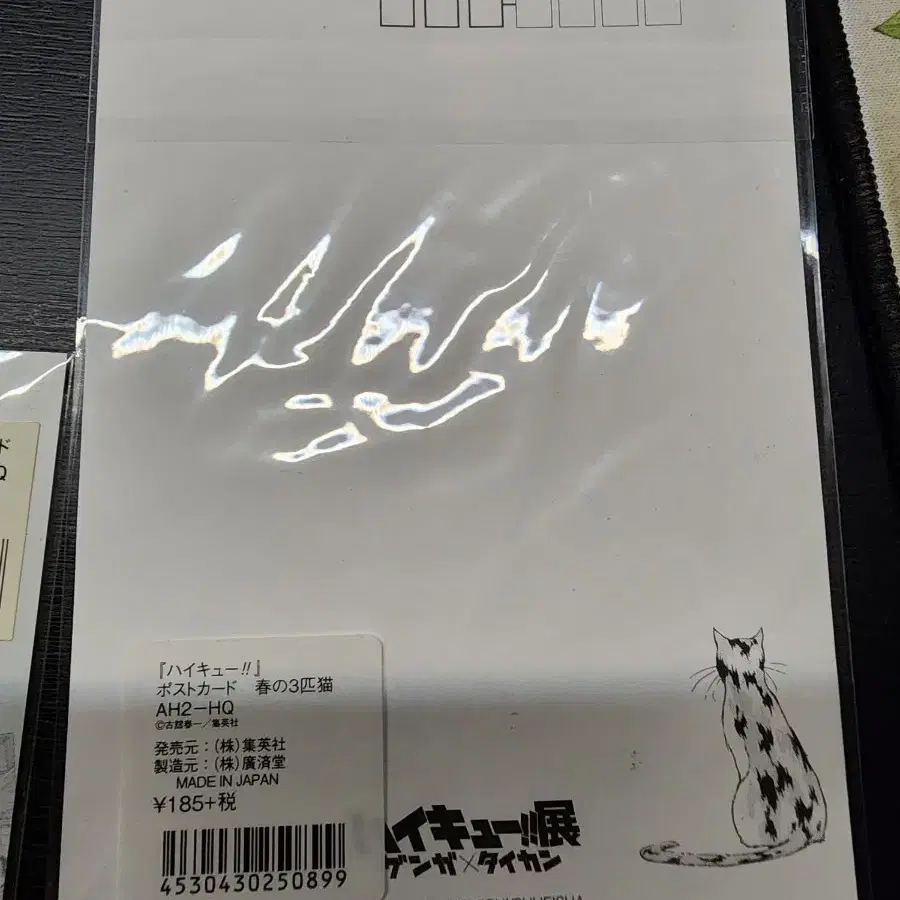 ド
Q
『ハイキュー!!』
ポストカード 春の3匹猫
AH2-HQ
©古舘春一/集英社
発売元:(株)集英社
製造元:(株)廣済堂
MADE IN JAPAN
¥185+税
4530430250899
ハイキュー!!展
ゲンガ×タイカン